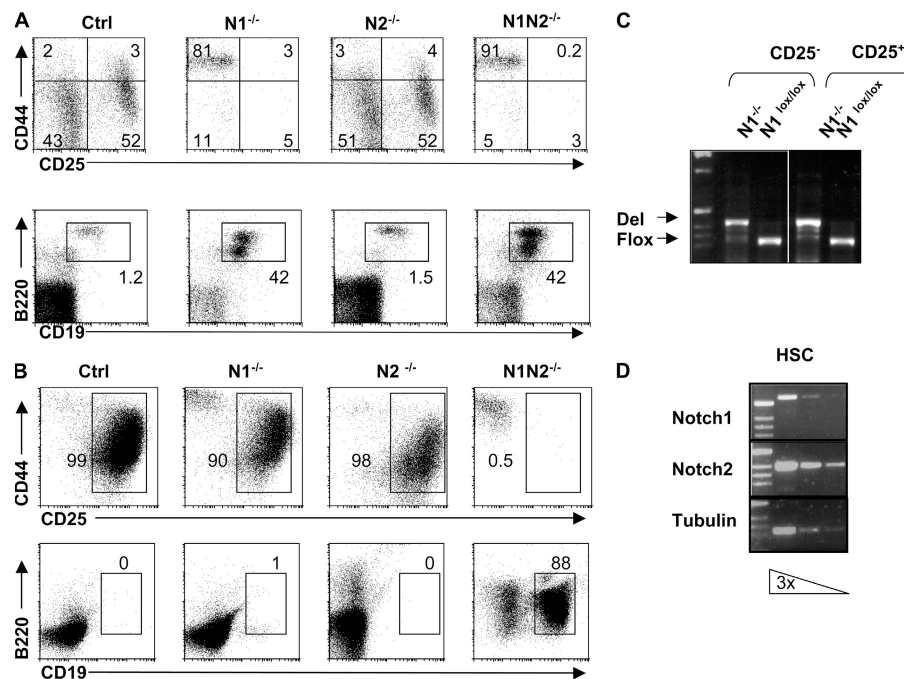 A
Ctrl
N1-/-
N2-/-
N1N2-/-
2 3
43 52
81 3
11 5
3 4
51 52
91 0.2
5 3
CD44
CD25
1.2
42
1.5
42
B220
CD19
B
Ctrl
N1-/-
N2 -/-
N1N2-/-
99
90
98
0.5
CD44
CD25
0
1
0
88
B220
CD19
C
CD25-
CD25+
N1-/-
N1 lox/lox
N1-/-
N1 lox/lox
Del
Flox
D
HSC
Notch1
Notch2
Tubulin
3x